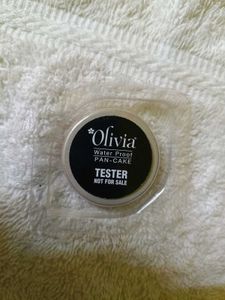 Olivia
Water Proof
PAN-CAKE
TESTER
NOT FOR SALE